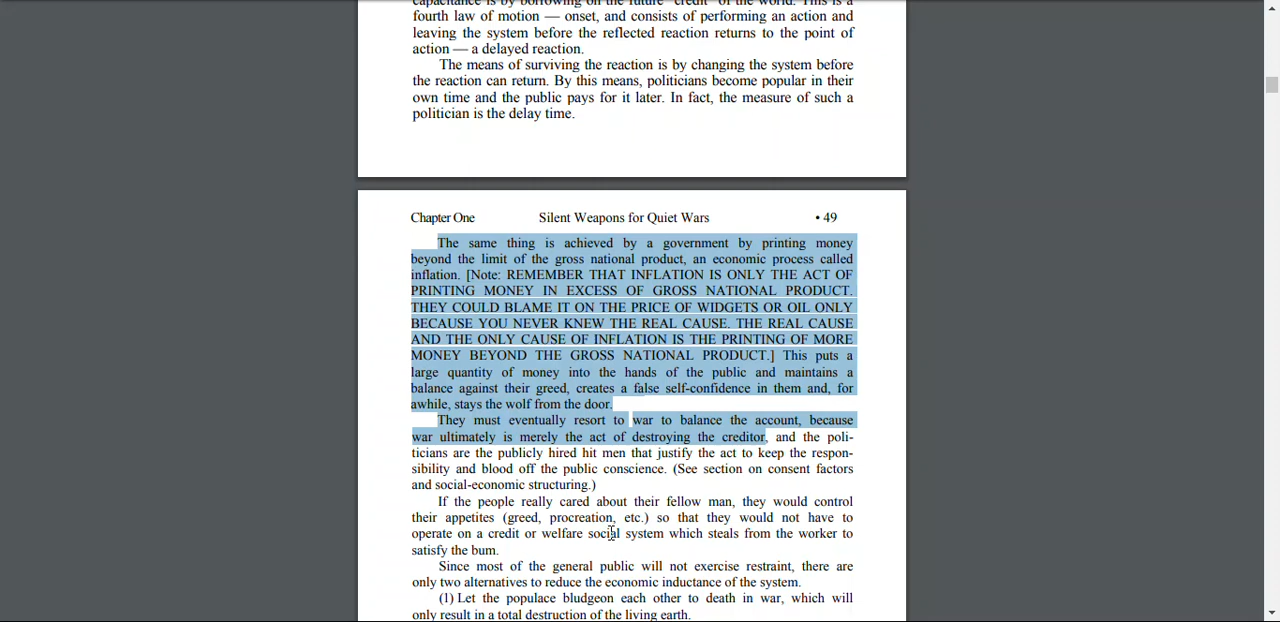 capacitance is by borrowing on the future "credit" of the world. This is a
fourth law of motion — onset, and consists of performing an action and
leaving the system before the reflected reaction returns to the point of
action — a delayed reaction.
The means of surviving the reaction is by changing the system before
the reaction can return. By this means, politicians become popular in their
own time and the public pays for it later. In fact, the measure of such a
politician is the delay time.
Chapter One Silent Weapons for Quiet Wars • 49
The same thing is achieved by a government by printing money
beyond the limit of the gross national product, an economic process called
inflation. [Note: REMEMBER THAT INFLATION IS ONLY THE ACT OF
PRINTING MONEY IN EXCESS OF GROSS NATIONAL PRODUCT.
THEY COULD BLAME IT ON THE PRICE OF WIDGETS OR OIL ONLY
BECAUSE YOU NEVER KNEW THE REAL CAUSE. THE REAL CAUSE
AND THE ONLY CAUSE OF INFLATION IS THE PRINTING OF MORE
MONEY BEYOND THE GROSS NATIONAL PRODUCT.] This puts a
large quantity of money into the hands of the public and maintains a
balance against their greed, creates a false self-confidence in them and, for
awhile, stays the wolf from the door.
They must eventually resort to war to balance the account, because
war ultimately is merely the act of destroying the creditor, and the poli-
ticians are the publicly hired hit men that justify the act to keep the respon-
sibility and blood off the public conscience. (See section on consent factors
and social-economic structuring.)
If the people really cared about their fellow man, they would control
their appetites (greed, procreation, etc.) so that they would not have to
operate on a credit or welfare social system which steals from the worker to
satisfy the bum.
Since most of the general public will not exercise restraint, there are
only two alternatives to reduce the economic inductance of the system.
(1) Let the populace bludgeon each other to death in war, which will
only result in a total destruction of the living earth.